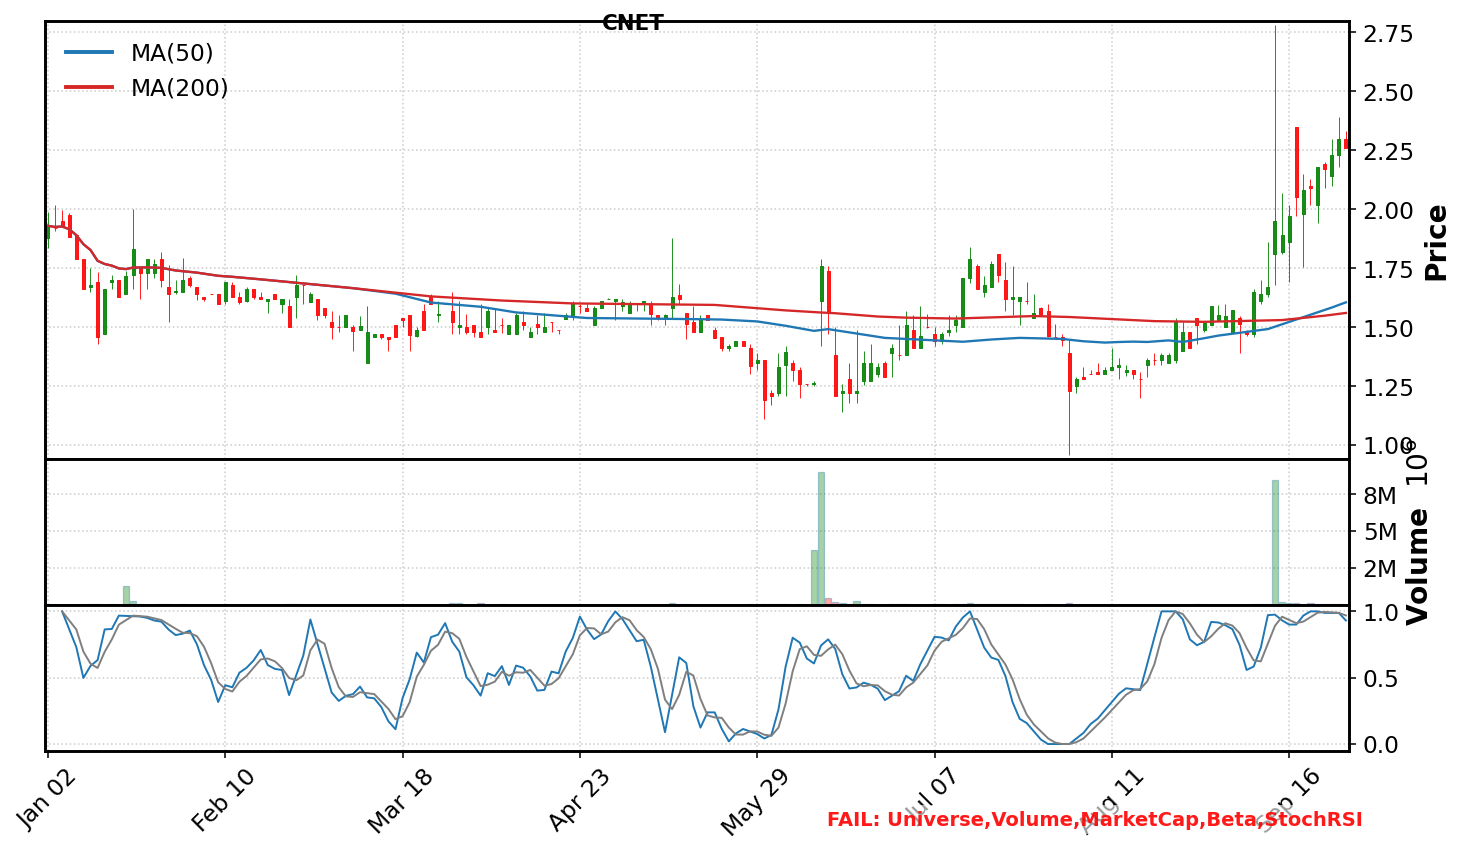 CNET
MA(50)
MA(200)
2.75
2.50
2.25
2.00
1.75
1.50
1.25
1.00
Price
8M
5M
2M
Volume 10⁶
1.0
0.5
0.0
Jan 02
Feb 10
Mar 18
Apr 23
May 29
Jul 07
Aug 11
Sep 16
FAIL: Universe,Volume,MarketCap,Beta,StochRSI